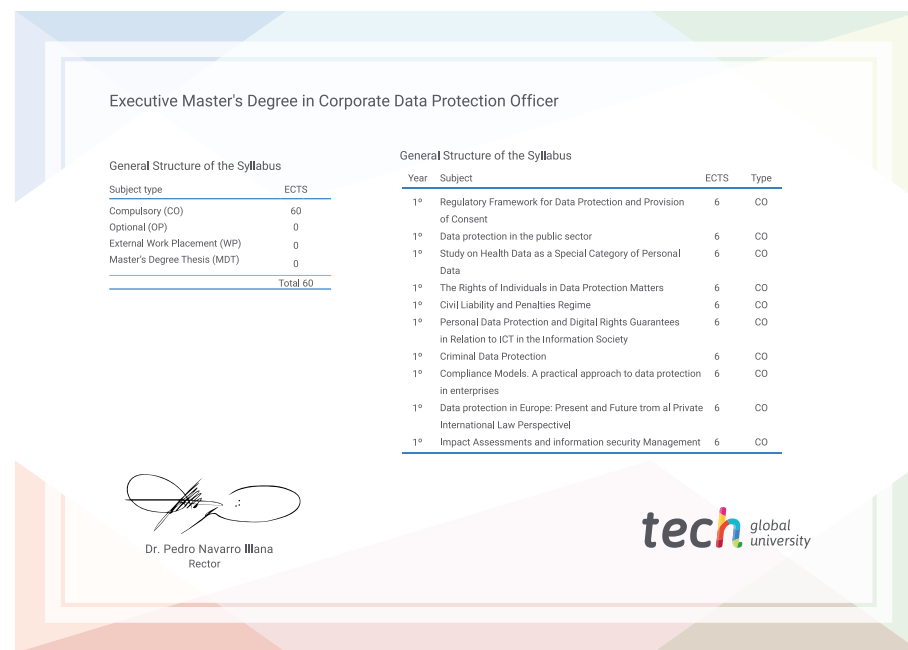 Executive Master's Degree in Corporate Data Protection Officer
General Structure of the Syllabus
Subject type ECTS
Compulsory (CO) 60
Optional (OP) 0
External Work Placement (WP) 0
Master's Degree Thesis (MDT) 0
Total 60
General Structure of the Syllabus
Year Subject ECTS Type
1º Regulatory Framework for Data Protection and Provision 6 CO
of Consent
1º Data protection in the public sector 6 CO
1º Study on Health Data as a Special Category of Personal 6 CO
Data
1º The Rights of Individuals in Data Protection Matters 6 CO
1º Civil Liability and Penalties Regime 6 CO
1º Personal Data Protection and Digital Rights Guarantees 6 CO
in Relation to ICT in the Information Society
1º Criminal Data Protection 6 CO
1º Compliance Models. A practical approach to data protection 6 CO
in enterprises
1º Data protection in Europe: Present and Future trom al Private 6 CO
International Law Perspectivel
1º Impact Assessments and information security Management 6 CO
Dr. Pedro Navarro Illana
Rector
tech global
university